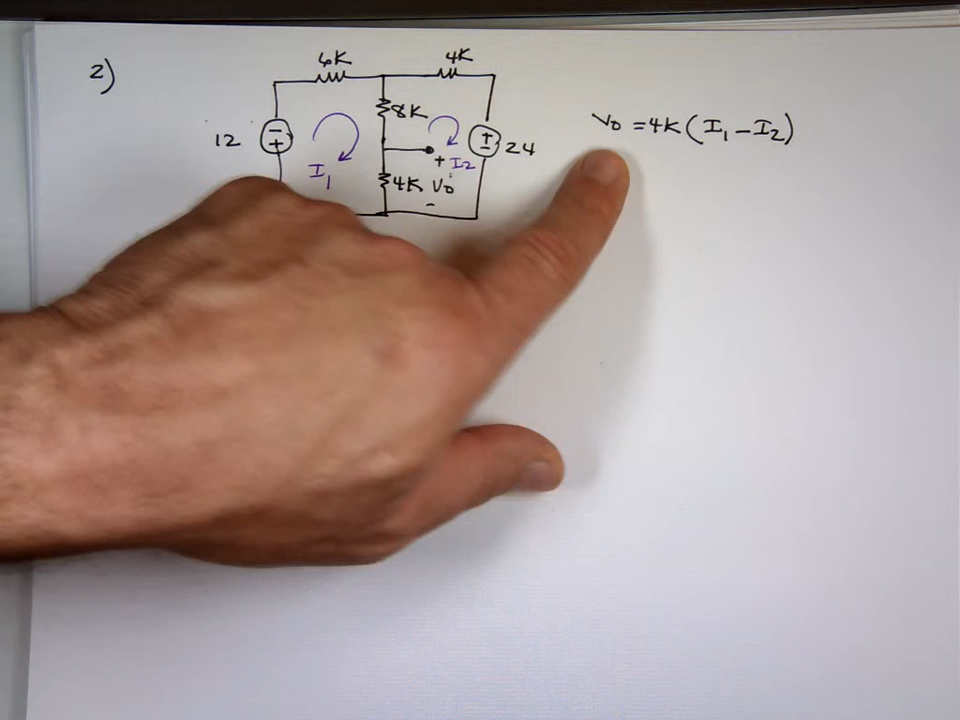 2)
6K 4K
8K
12 − + I1 I2 + − 24
+
4K Vo
−
Vo = 4K (I1 − I2)